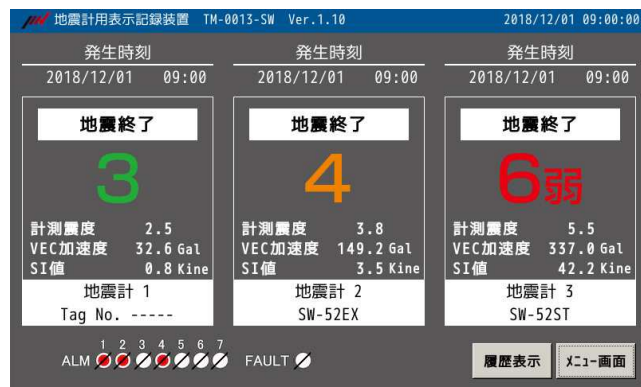 地震計用表示記録装置 TM-0013-SW Ver.1.10 2018/12/01 09:00:00
発生時刻 発生時刻 発生時刻
2018/12/01 09:00 2018/12/01 09:00 2018/12/01 09:00
地震終了 地震終了 地震終了
3 4 6弱
計測震度 2.5 計測震度 3.8 計測震度 5.5
VEC加速度 32.6 Gal VEC加速度 149.2 Gal VEC加速度 337.0 Gal
SI値 0.8 Kine SI値 3.5 Kine SI値 42.2 Kine
地震計 1 地震計 2 地震計 3
Tag No. ----- SW-52EX SW-52ST
1 2 3 4 5 6 7
ALM FAULT 履歴表示 メニュー画面